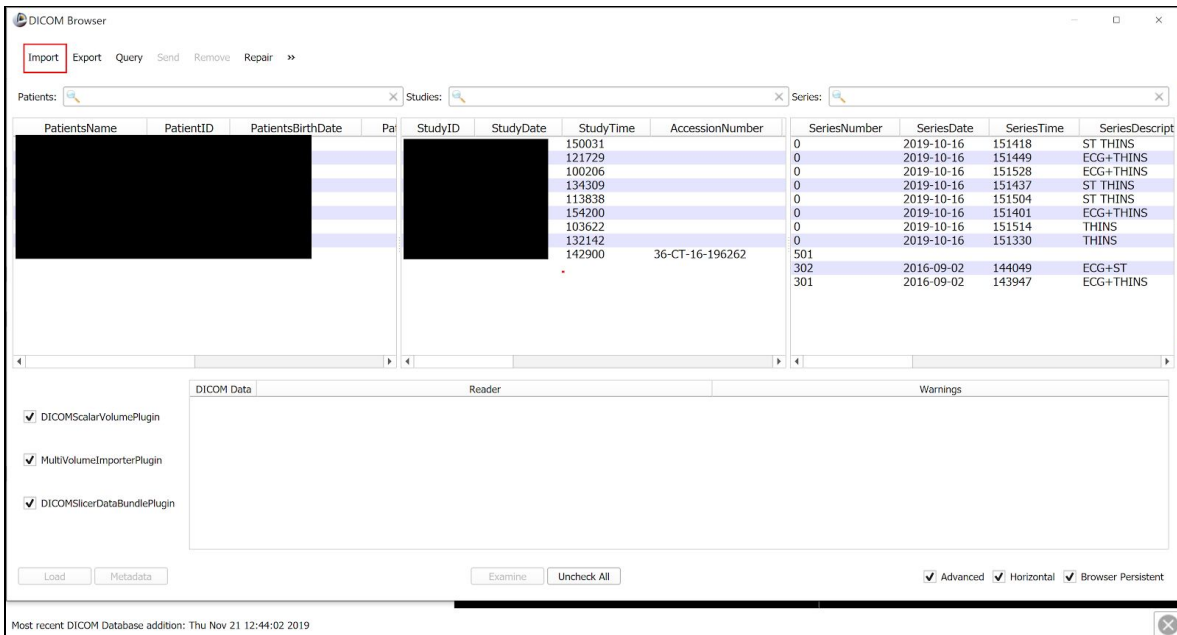 DICOM Browser
Import Export Query Send Remove Repair »
Patients: Studies: Series:
PatientsName PatientID PatientsBirthDate Pat StudyID StudyDate StudyTime AccessionNumber SeriesNumber SeriesDate SeriesTime SeriesDescript
150031 0 2019-10-16 151418 ST THINS
121729 0 2019-10-16 151449 ECG+THINS
100206 0 2019-10-16 151528 ECG+THINS
134309 0 2019-10-16 151437 ST THINS
113838 0 2019-10-16 151504 ST THINS
154200 0 2019-10-16 151401 ECG+THINS
103622 0 2019-10-16 151514 THINS
132142 0 2019-10-16 151330 THINS
142900 36-CT-16-196262 501
302 2016-09-02 144049 ECG+ST
301 2016-09-02 143947 ECG+THINS
DICOM Data Reader Warnings
DICOMScalarVolumePlugin
MultiVolumeImporterPlugin
DICOMSlicerDataBundlePlugin
Load Metadata Examine Uncheck All Advanced Horizontal Browser Persistent
Most recent DICOM Database addition: Thu Nov 21 12:44:02 2019